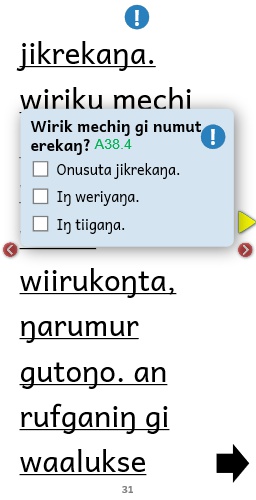 jikrekaŋa.
wiriku mechi
Wirik mechiŋ gi numut
erekaŋ? A38.4
Onusuta jikrekaŋa.
Iŋ weriyaŋa.
Iŋ tiigaŋa.
wiirukoŋta,
ŋarumur
gutoŋo. an
rufganiŋ gi
waalukse
31